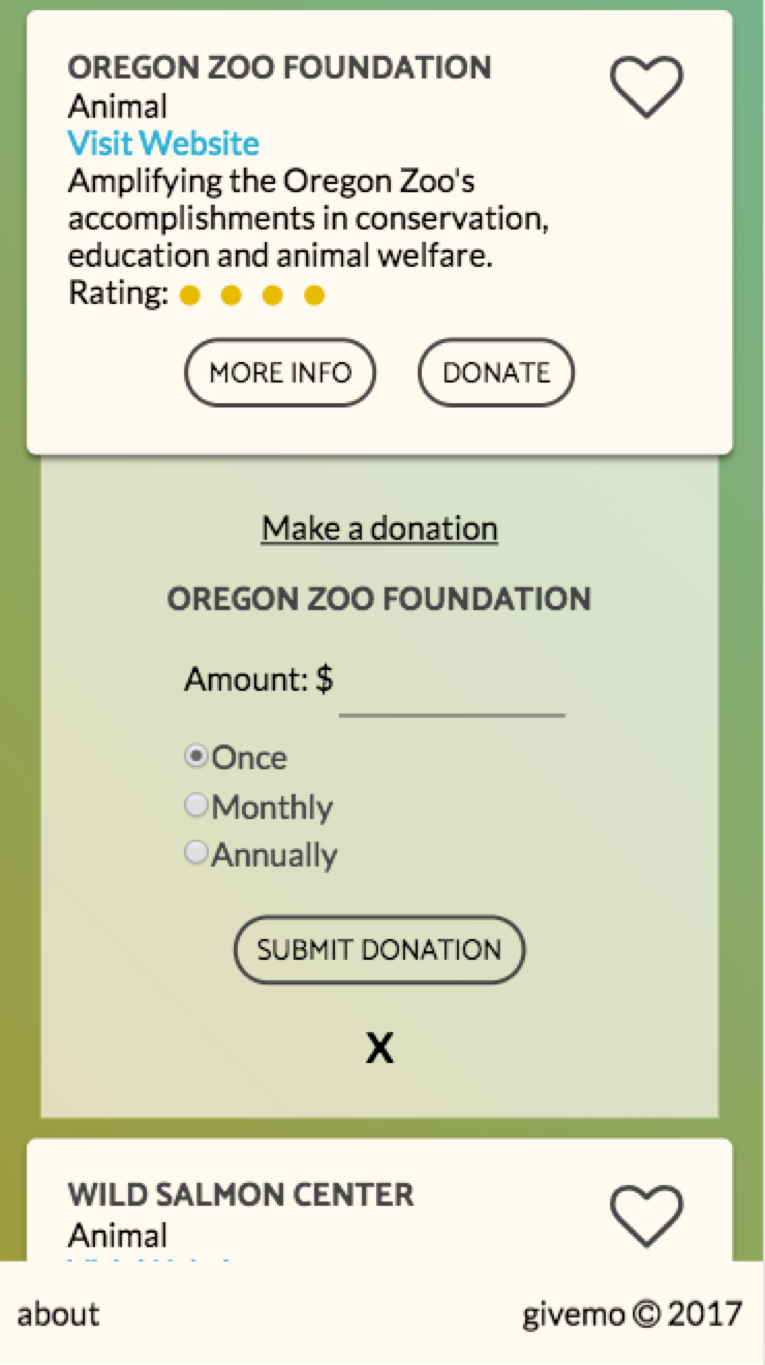 OREGON ZOO FOUNDATION
Animal
Visit Website
Amplifying the Oregon Zoo's
accomplishments in conservation,
education and animal welfare.
Rating:
MORE INFO DONATE
Make a donation
OREGON ZOO FOUNDATION
Amount: $
Once
Monthly
Annually
SUBMIT DONATION
X
WILD SALMON CENTER
Animal
about givemo © 2017